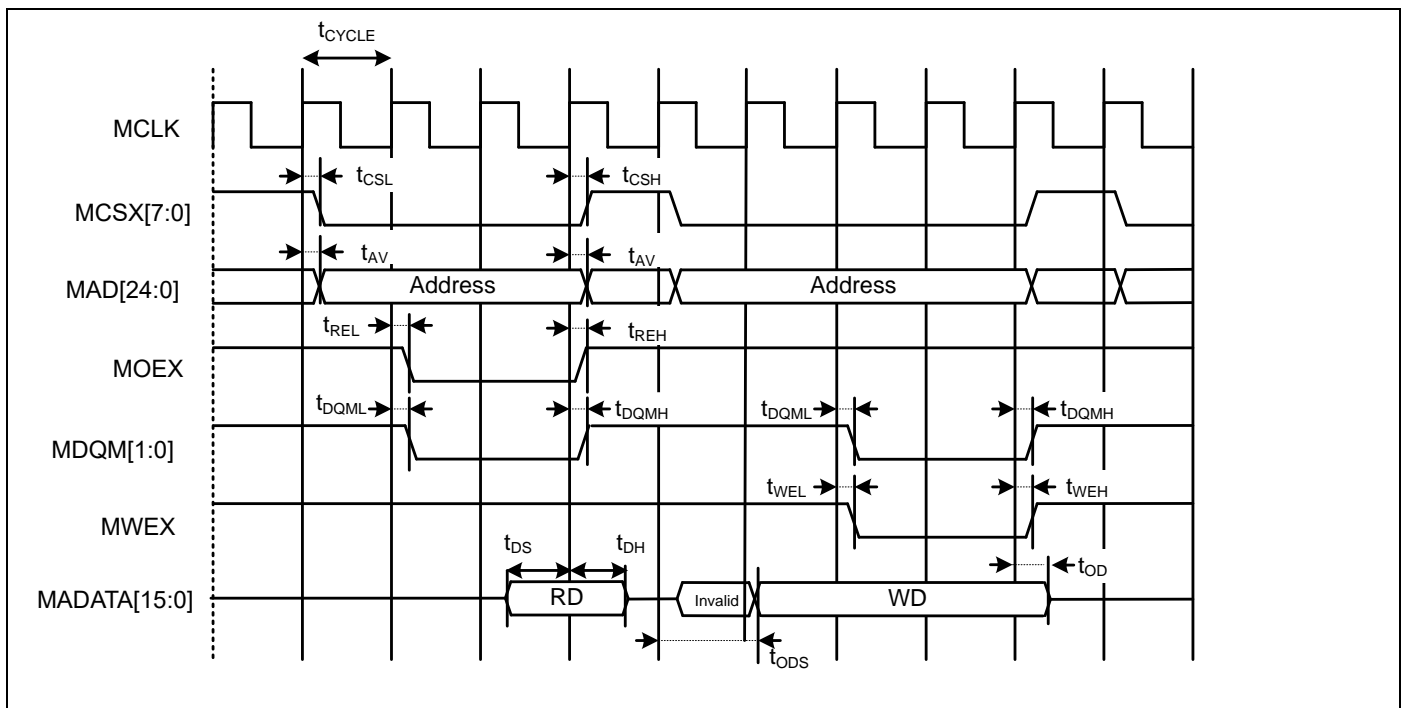 tCYCLE
MCLK
tCSL tCSH
MCSX[7:0]
tAV tAV
MAD[24:0] Address Address
tREL tREH
MOEX
tDQML tDQMH tDQML tDQMH
MDQM[1:0]
tWEL tWEH
MWEX
tDS tDH
tOD
MADATA[15:0] RD Invalid WD
tODS